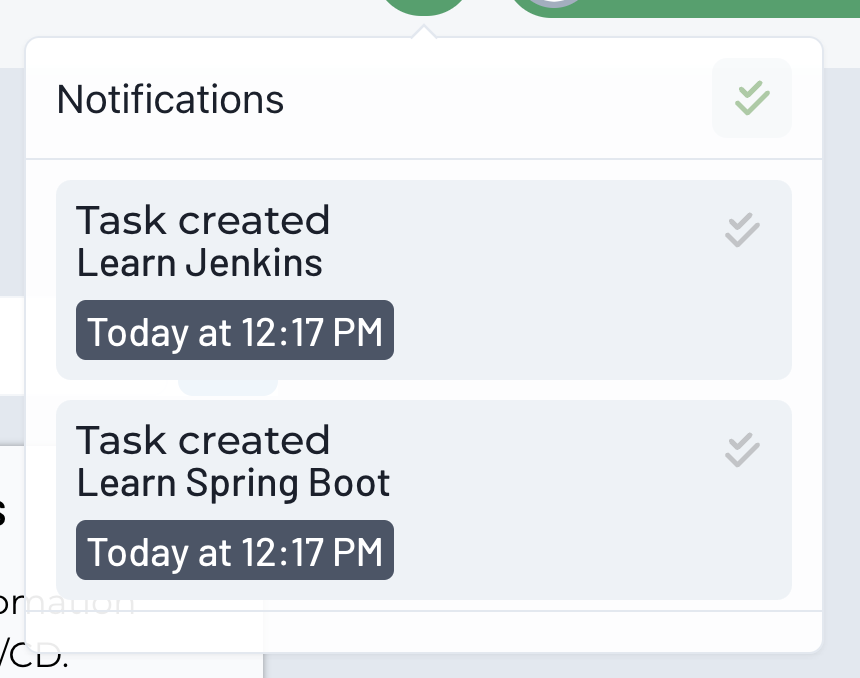 Notifications
Task created
Learn Jenkins
Today at 12:17 PM
Task created
Learn Spring Boot
Today at 12:17 PM
s
ormation
/CD.